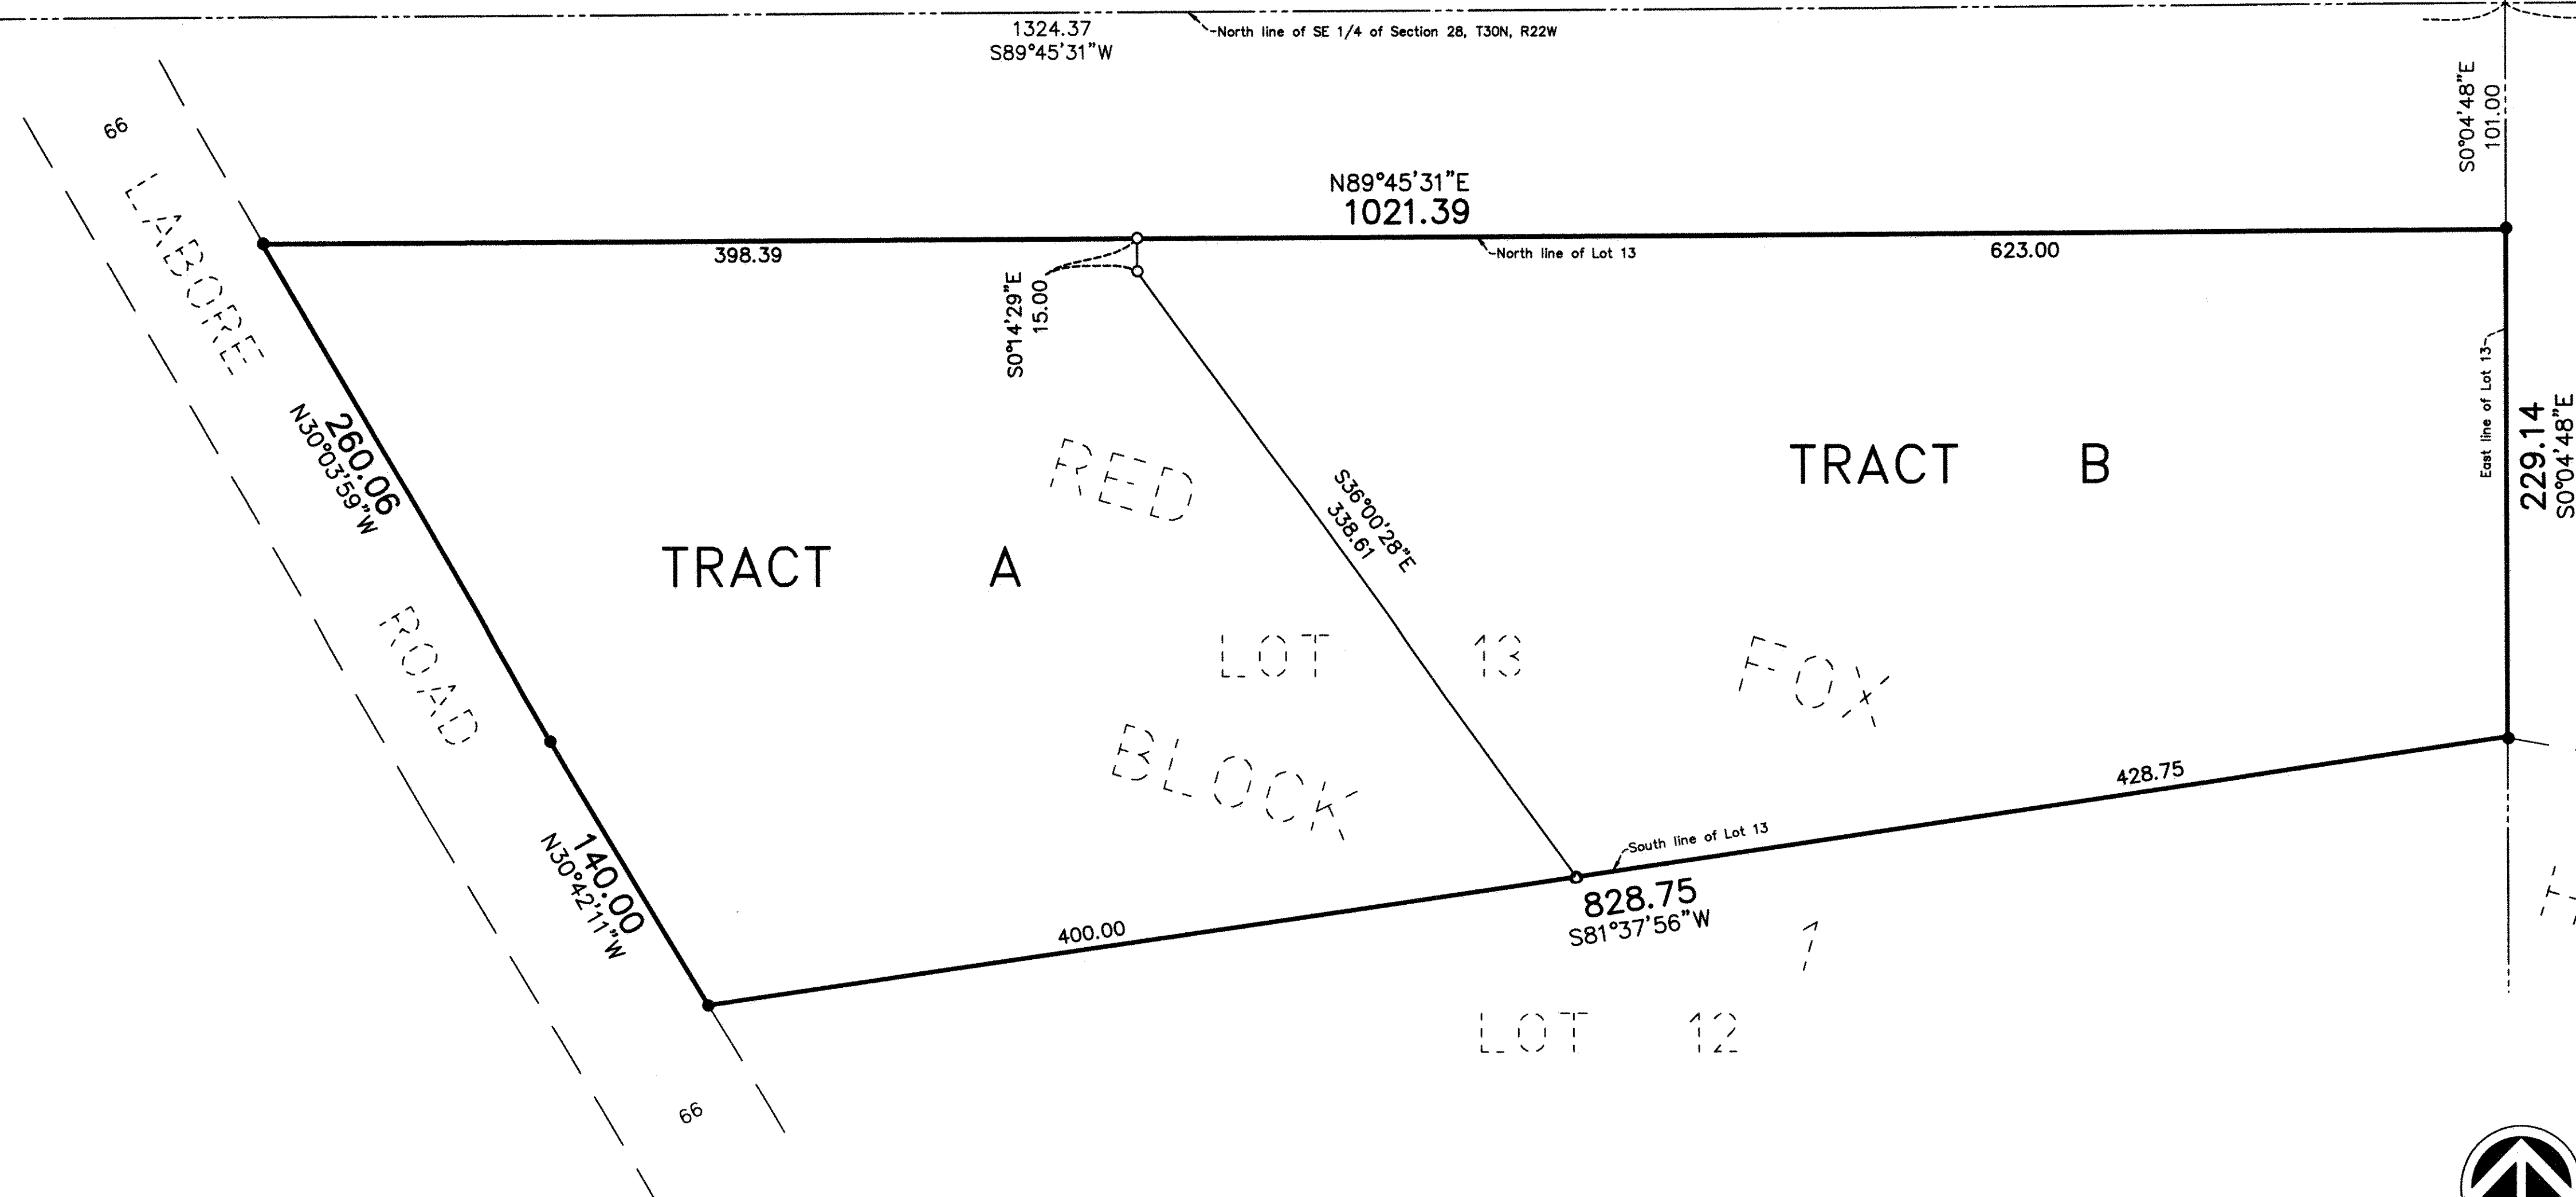 1324.37
S89°45'31"W
North line of SE 1/4 of Section 28, T30N, R22W
S0°04'48"E
101.00
66
LABORE
ROAD
N89°45'31"E
1021.39
398.39
North line of Lot 13
623.00
S0°14'29"E
15.00
260.06
N30°03'59"W
RED
S36°00'28"E
338.61
TRACT B
East line of Lot 13
229.14
S0°04'48"E
TRACT A
LOT 13
FOX
BLOCK
428.75
140.00
N30°42'11"W
South line of Lot 13
828.75
S81°37'56"W
400.00
1
LOT 12
66